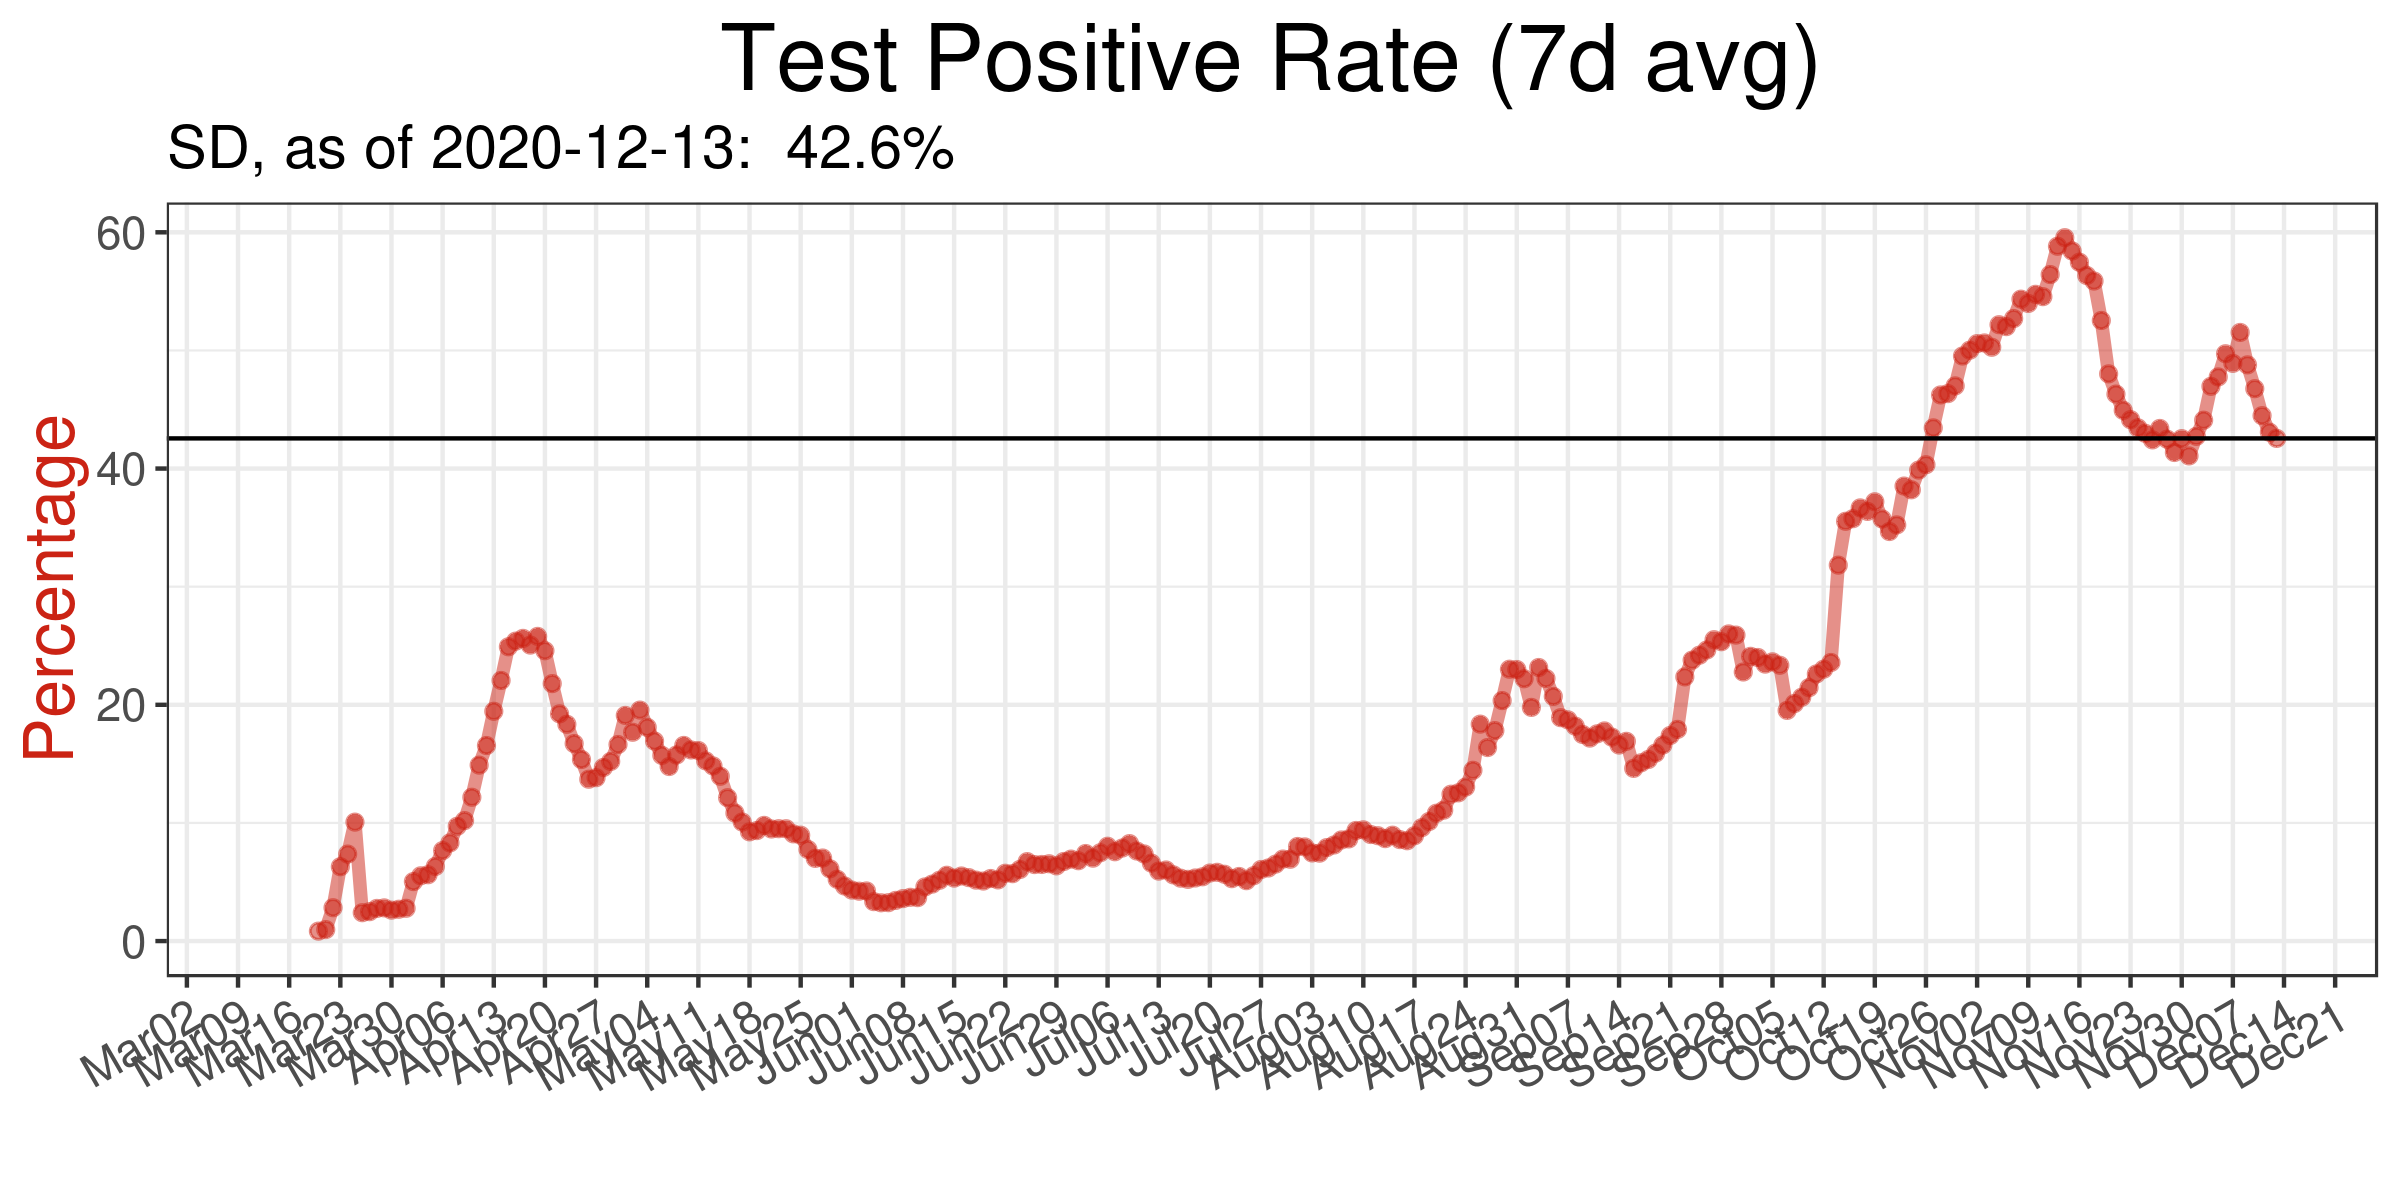 Test Positive Rate (7d avg)
SD, as of 2020-12-13:  42.6%
Percentage
60
40
20
0
Mar02
Mar09
Mar16
Mar23
Mar30
Apr06
Apr13
Apr20
Apr27
May04
May11
May18
May25
Jun01
Jun08
Jun15
Jun22
Jun29
Jul06
Jul13
Jul20
Jul27
Aug03
Aug10
Aug17
Aug24
Aug31
Sep07
Sep14
Sep21
Sep28
Oct05
Oct12
Oct19
Oct26
Nov02
Nov09
Nov16
Nov23
Nov30
Dec07
Dec14
Dec21